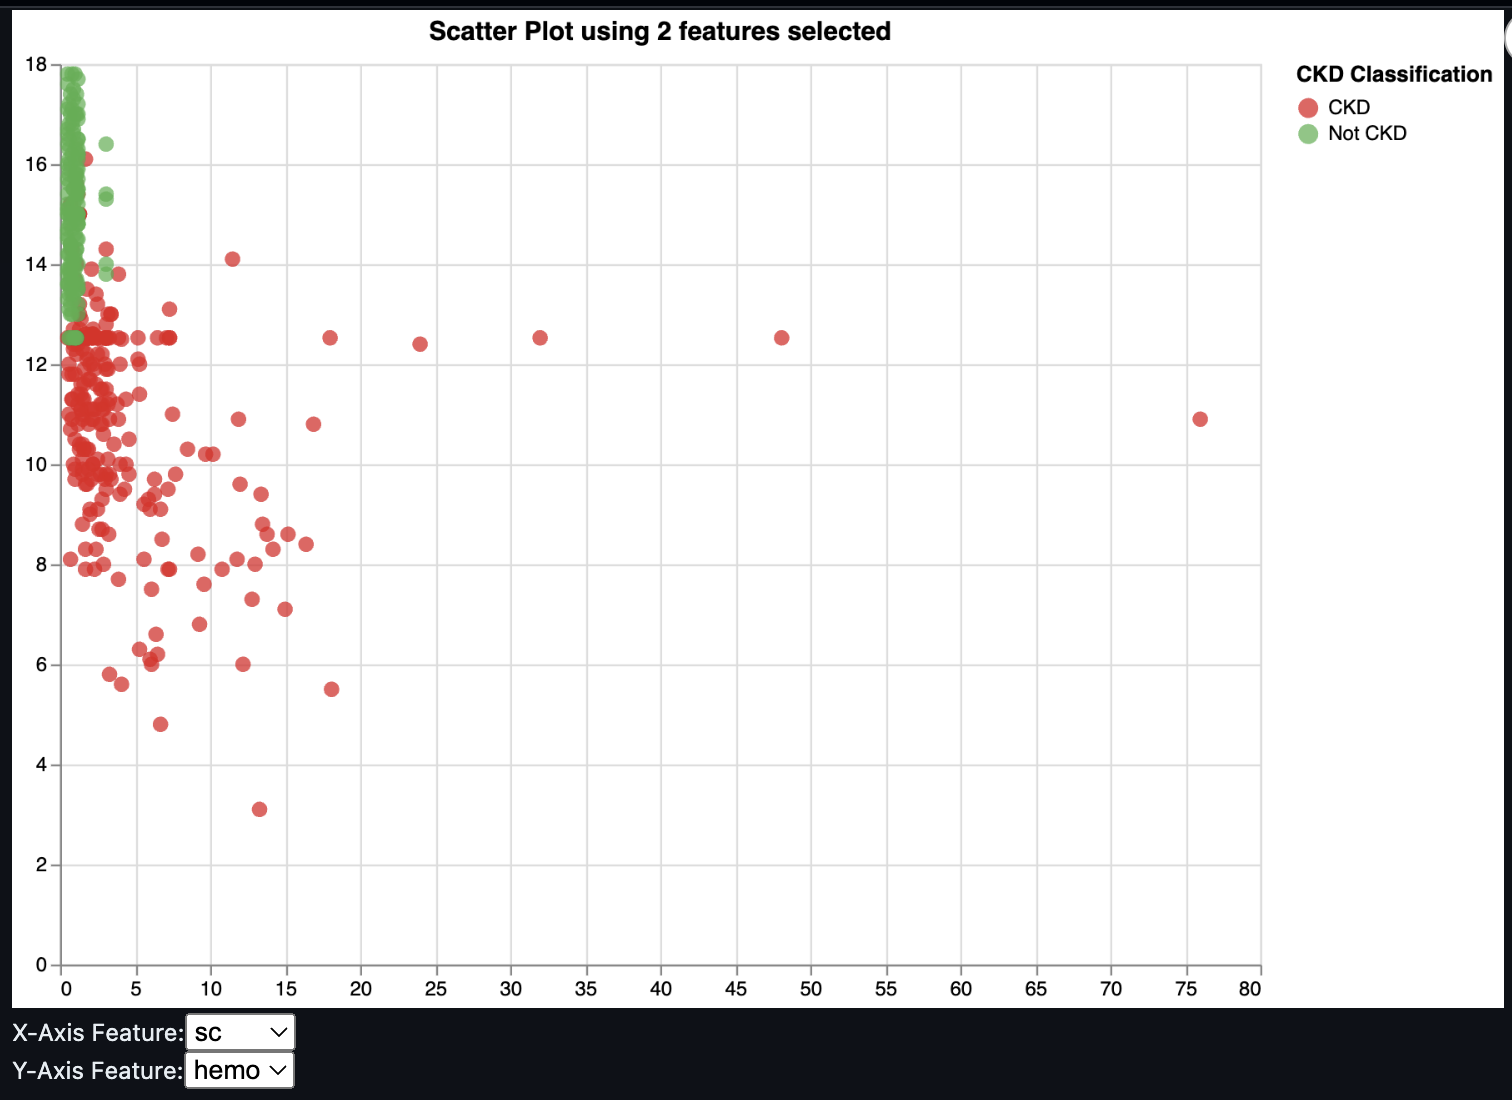 Scatter Plot using 2 features selected
CKD Classification
CKD
Not CKD
18
16
14
12
10
8
6
4
2
0
0 5 10 15 20 25 30 35 40 45 50 55 60 65 70 75 80
X-Axis Feature: sc
Y-Axis Feature: hemo